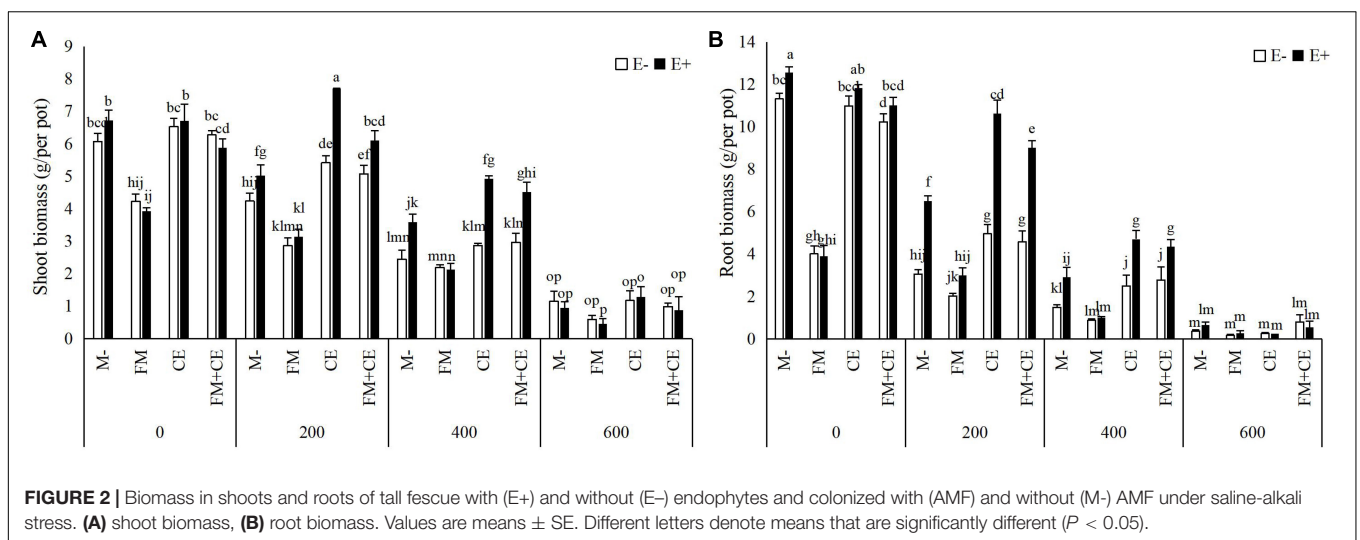 A
9
8
7
6
5
4
3
2
1
0
Shoot biomass (g/per pot)
E- E+
bcd b hij ij bc b bc cd
hij fg klmn kl de a ef bcd
lmn jk mnn klm fg kln ghi
op op op p op o op op
M- FM CE FM+CE M- FM CE FM+CE M- FM CE FM+CE M- FM CE FM+CE
0 200 400 600
B
14
12
10
8
6
4
2
0
Root biomass (g/per pot)
E- E+
bc a gh ghi bcd ab d bcd
hij f jk hij g cd g e
kl ij lm lm j g j g
m lm m m m m lm lm
M- FM CE FM+CE M- FM CE FM+CE M- FM CE FM+CE M- FM CE FM+CE
0 200 400 600
FIGURE 2 | Biomass in shoots and roots of tall fescue with (E+) and without (E–) endophytes and colonized with (AMF) and without (M-) AMF under saline-alkali
stress. (A) shoot biomass, (B) root biomass. Values are means ± SE. Different letters denote means that are significantly different (P < 0.05).